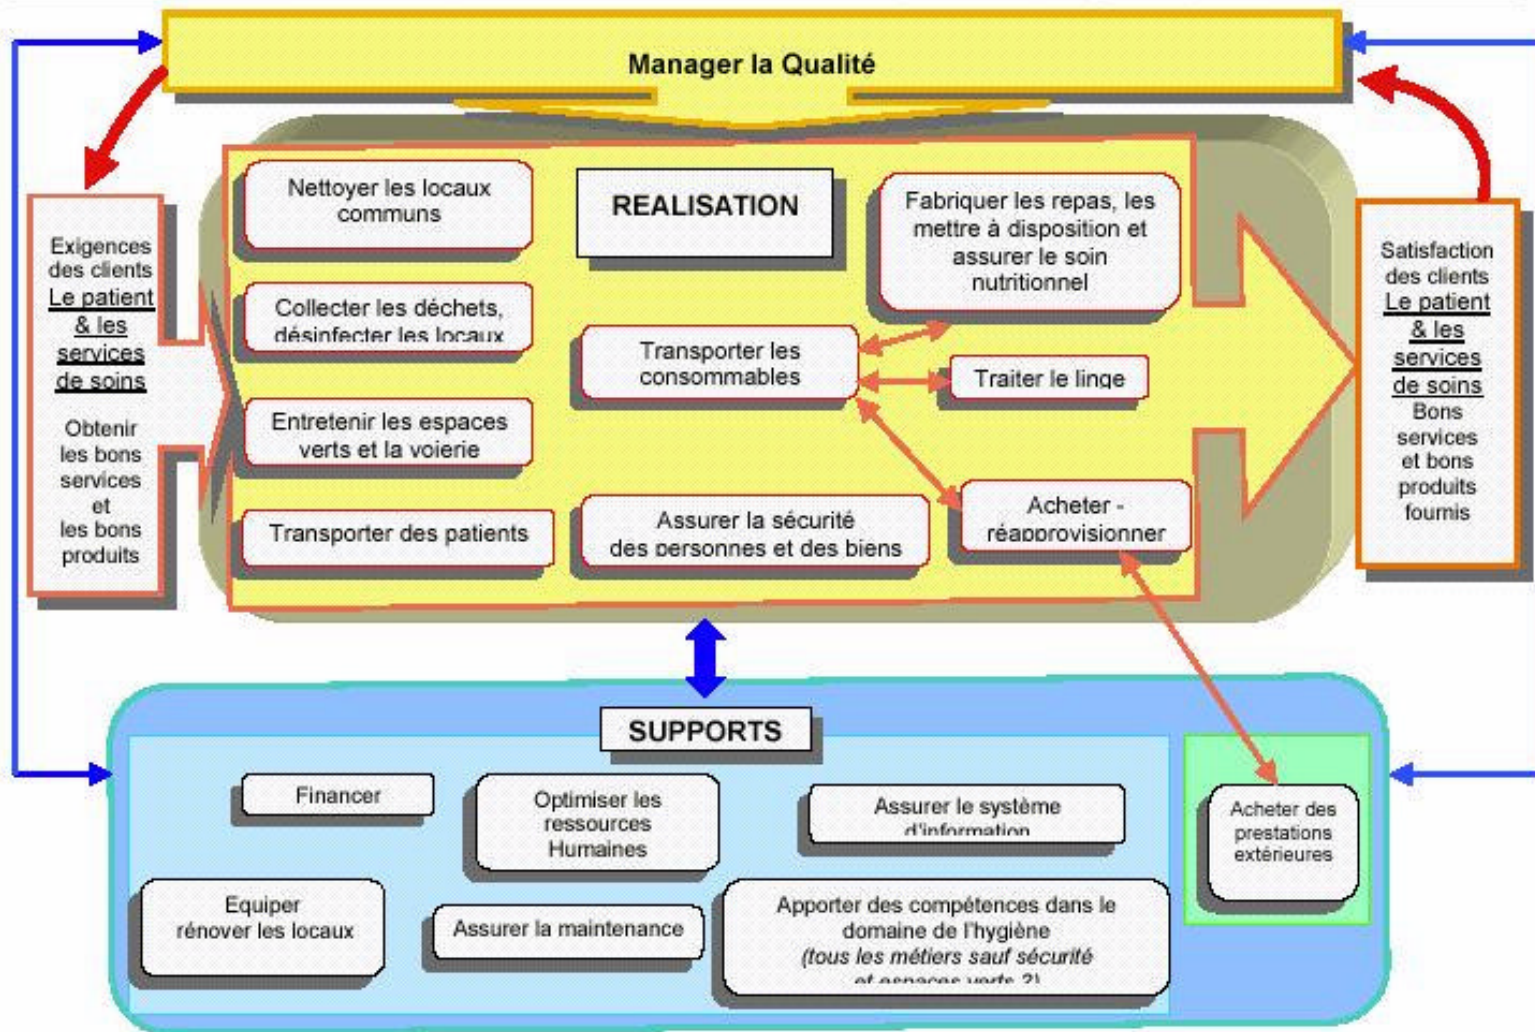 Manager la Qualité
Exigences
des clients
Le patient
& les
services
de soins
Obtenir
les bons
services
et
les bons
produits
Nettoyer les locaux
communs
Collecter les déchets,
désinfecter les locaux
Entretenir les espaces
verts et la voierie
Transporter des patients
REALISATION
Transporter les
consommables
Assurer la sécurité
des personnes et des biens
Fabriquer les repas, les
mettre à disposition et
assurer le soin
nutritionnel
Traiter le linge
Acheter -
réapprovisionner
Satisfaction
des clients
Le patient
& les
services
de soins
Bons
services
et bons
produits
fournis
SUPPORTS
Financer
Optimiser les
ressources
Humaines
Assurer le système
d'information
Equiper
rénover les locaux
Assurer la maintenance
Apporter des compétences dans le
domaine de l'hygiène
(tous les métiers sauf sécurité
et espaces verts ?)
Acheter des
prestations
extérieures